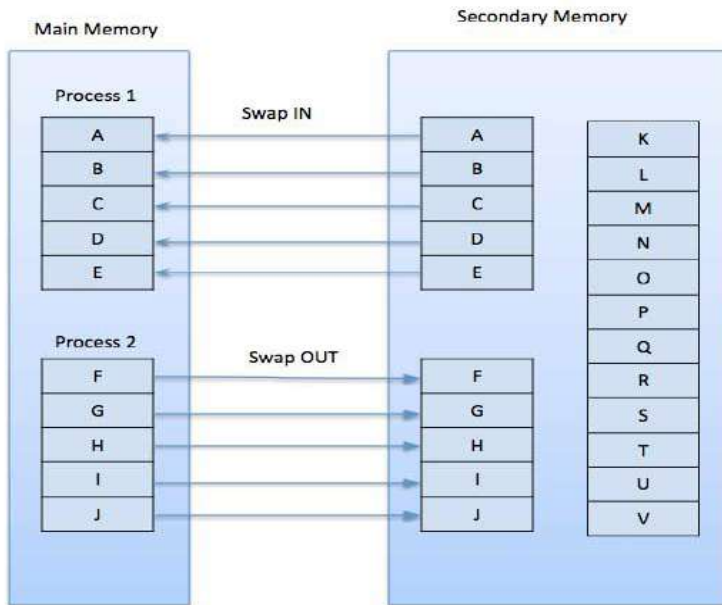 Main Memory
Secondary Memory
Process 1
Swap IN
A
B
C
D
E
A
B
C
D
E
Process 2
Swap OUT
F
G
H
I
J
F
G
H
I
J
K
L
M
N
O
P
Q
R
S
T
U
V